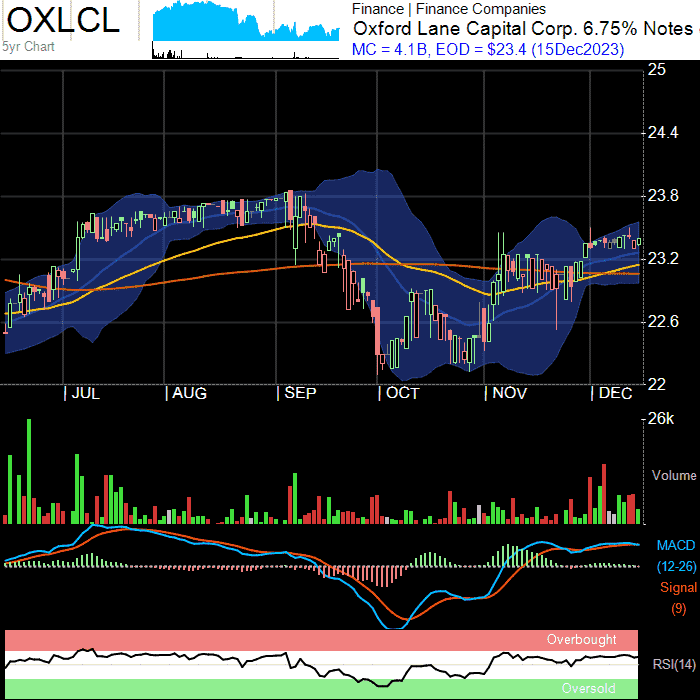 OXLCL
5yr Chart
Finance | Finance Companies
Oxford Lane Capital Corp. 6.75% Notes
MC = 4.1B, EOD = $23.4 (15Dec2023)
25
24.4
23.8
23.2
22.6
22
| JUL | AUG | SEP | OCT | NOV | DEC
26k
Volume
MACD
(12-26)
Signal
(9)
Overbought
RSI(14)
Oversold